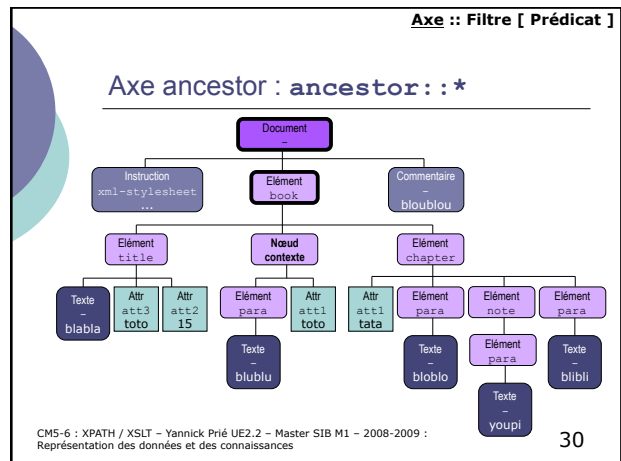 Axe :: Filtre [ Prédicat ]
Axe ancestor : ancestor::*
Document
–
Instruction
xml-stylesheet
…
Elément
book
Commentaire
–
bloublou
Elément
title
Nœud
contexte
Elément
chapter
Texte
–
blabla
Attr
att3
toto
Attr
att2
15
Elément
para
Attr
att1
toto
Attr
att1
tata
Elément
para
Elément
note
Elément
para
Texte
–
blublu
Texte
–
bloblo
Elément
para
Texte
–
blibli
Texte
–
youpi
CM5-6 : XPATH / XSLT – Yannick Prié UE2.2 – Master SIB M1 – 2008-2009 :
Représentation des données et des connaissances
30